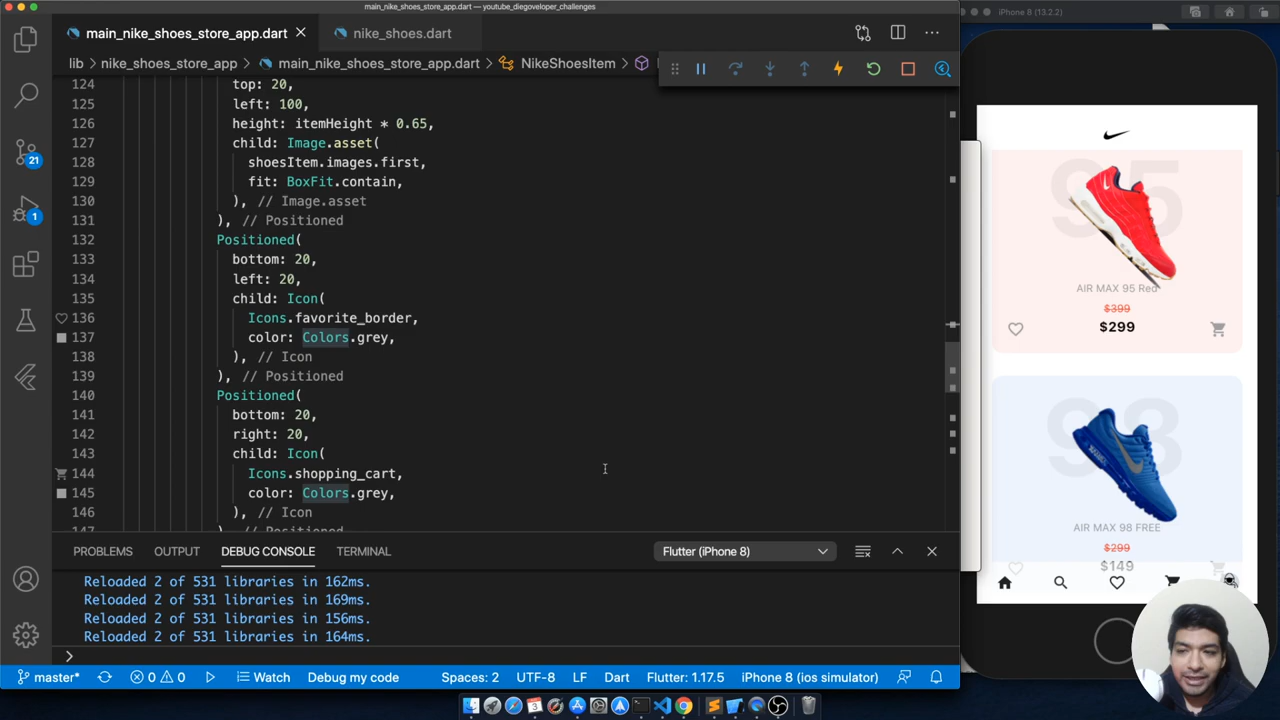 main_nike_shoes_store_app.dart — youtube_diegoveloper_challenges
iPhone 8 (13.2.2)
main_nike_shoes_store_app.dart
nike_shoes.dart
lib > nike_shoes_store_app > main_nike_shoes_store_app.dart > NikeShoesItem >
124 top: 20,
125 left: 100,
126 height: itemHeight * 0.65,
127 child: Image.asset(
128 shoesItem.images.first,
129 fit: BoxFit.contain,
130 ), // Image.asset
131 ), // Positioned
132 Positioned(
133 bottom: 20,
134 left: 20,
135 child: Icon(
136 Icons.favorite_border,
137 color: Colors.grey,
138 ), // Icon
139 ), // Positioned
140 Positioned(
141 bottom: 20,
142 right: 20,
143 child: Icon(
144 Icons.shopping_cart,
145 color: Colors.grey,
146 ), // Icon
147 ), // Positioned
21
1
PROBLEMS OUTPUT DEBUG CONSOLE TERMINAL
Flutter (iPhone 8)
Reloaded 2 of 531 libraries in 162ms.
Reloaded 2 of 531 libraries in 169ms.
Reloaded 2 of 531 libraries in 156ms.
Reloaded 2 of 531 libraries in 164ms.
master* 0 0 Watch Debug my code Spaces: 2 UTF-8 LF Dart Flutter: 1.17.5 iPhone 8 (ios simulator)
95
AIR MAX 95 Red
$399
$299
98
AIR MAX 98 FREE
$299
$149